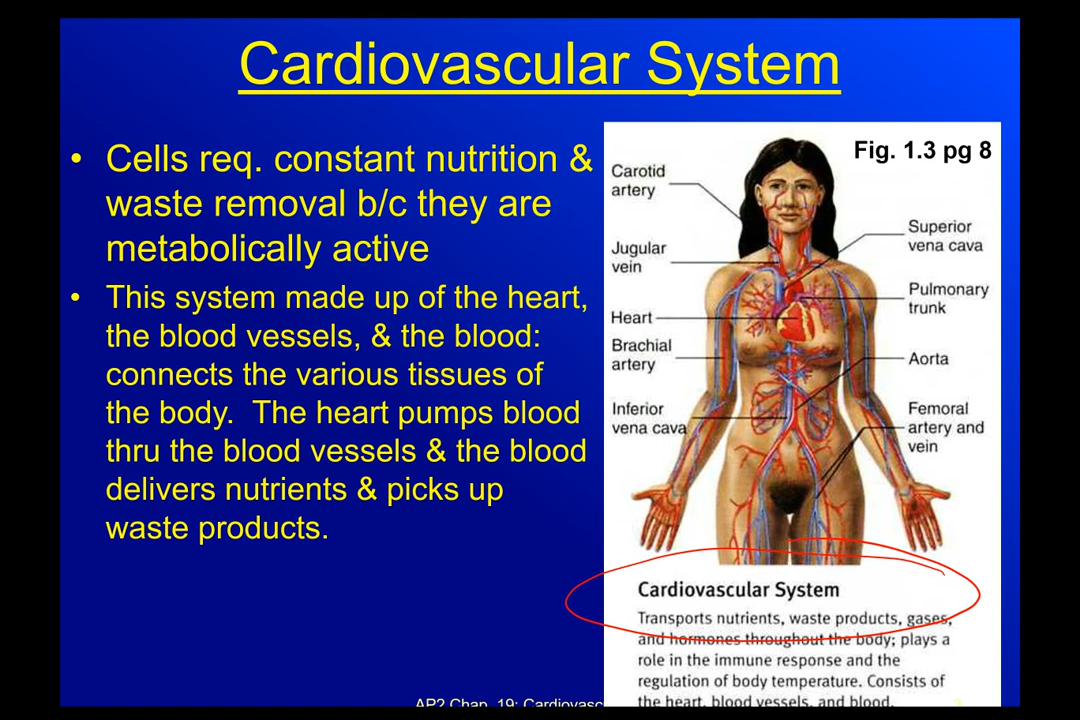 Cardiovascular System
• Cells req. constant nutrition &
waste removal b/c they are
metabolically active
• This system made up of the heart,
the blood vessels, & the blood:
connects the various tissues of
the body. The heart pumps blood
thru the blood vessels & the blood
delivers nutrients & picks up
waste products.
Fig. 1.3 pg 8
Carotid
artery
Jugular
vein
Heart
Brachial
artery
Inferior
vena cava
Superior
vena cava
Pulmonary
trunk
Aorta
Femoral
artery and
vein
Cardiovascular System
Transports nutrients, waste products, gases,
and hormones throughout the body; plays a
role in the immune response and the
regulation of body temperature. Consists of
the heart, blood vessels, and blood.
AP2 Chap. 19: Cardiovasc